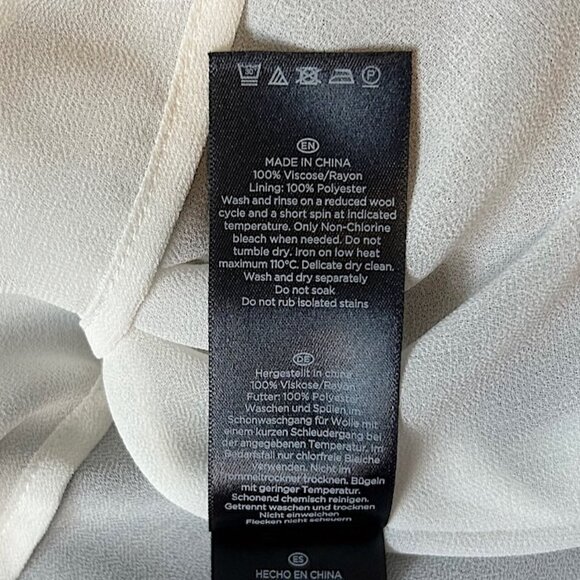 30°
P
EN
MADE IN CHINA
100% Viscose/Rayon
Lining: 100% Polyester
Wash and rinse on a reduced wool
cycle and a short spin at indicated
temperature. Only Non-Chlorine
bleach when needed. Do not
tumble dry. Iron on low heat
maximum 110°C. Delicate dry clean.
Wash and dry separately
Do not soak
Do not rub isolated stains
DE
Hergestellt in china
100% Viskose/Rayon
Futter: 100% Polyester
Waschen und Spülen im
Schonwaschgang für Wolle mit
einem kurzen Schleudergang bei
der angegebenen Temperatur. Im
Bedarfsfall nur chlorfreie Bleiche
verwenden. Nicht im
Trommeltrockner trocknen. Bügeln
mit geringer Temperatur.
Schonend chemisch reinigen.
Getrennt waschen und trocknen
Nicht einweichen
Flecken nicht scheuern
ES
HECHO EN CHINA